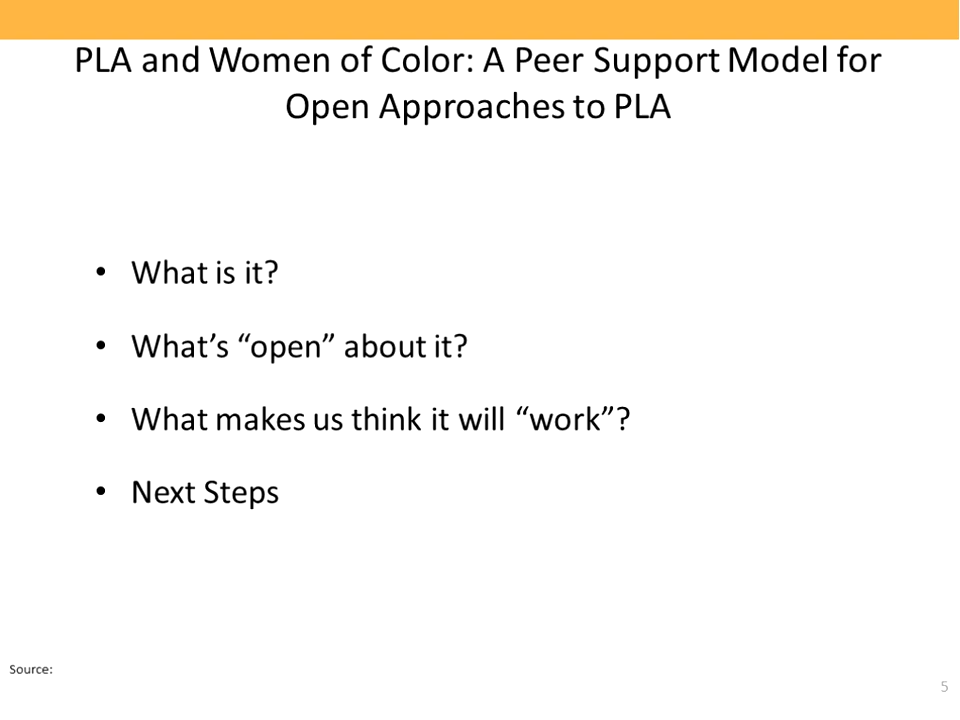 PLA and Women of Color: A Peer Support Model for
Open Approaches to PLA
• What is it?
• What’s “open” about it?
• What makes us think it will “work”?
• Next Steps
Source:
5